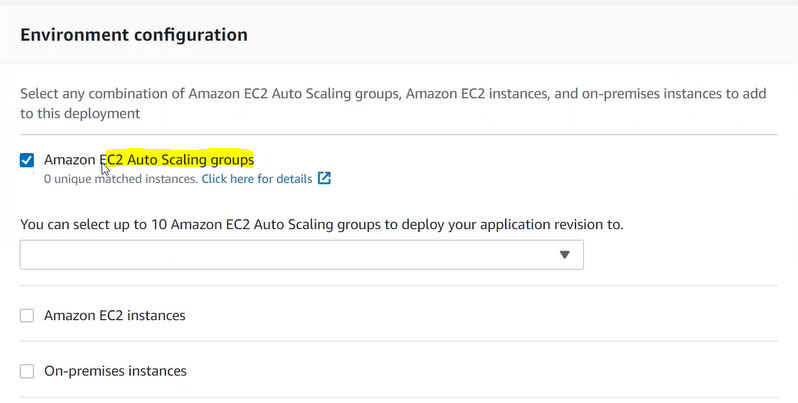 Environment configuration
Select any combination of Amazon EC2 Auto Scaling groups, Amazon EC2 instances, and on-premises instances to add
to this deployment
Amazon EC2 Auto Scaling groups
0 unique matched instances. Click here for details
You can select up to 10 Amazon EC2 Auto Scaling groups to deploy your application revision to.
Amazon EC2 instances
On-premises instances